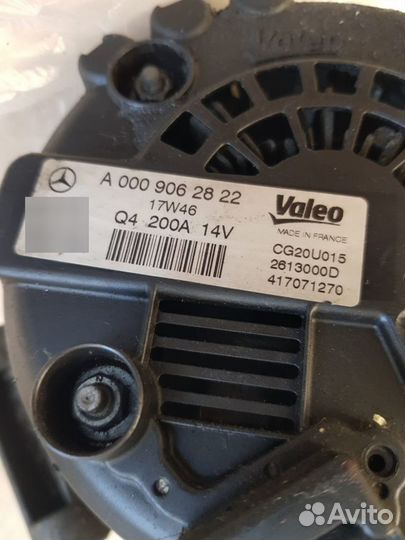 A 000 906 28 22
17W46
Q4 200A 14V
Valeo
MADE IN FRANCE
CG20U015
2613000D
417071270
Avito